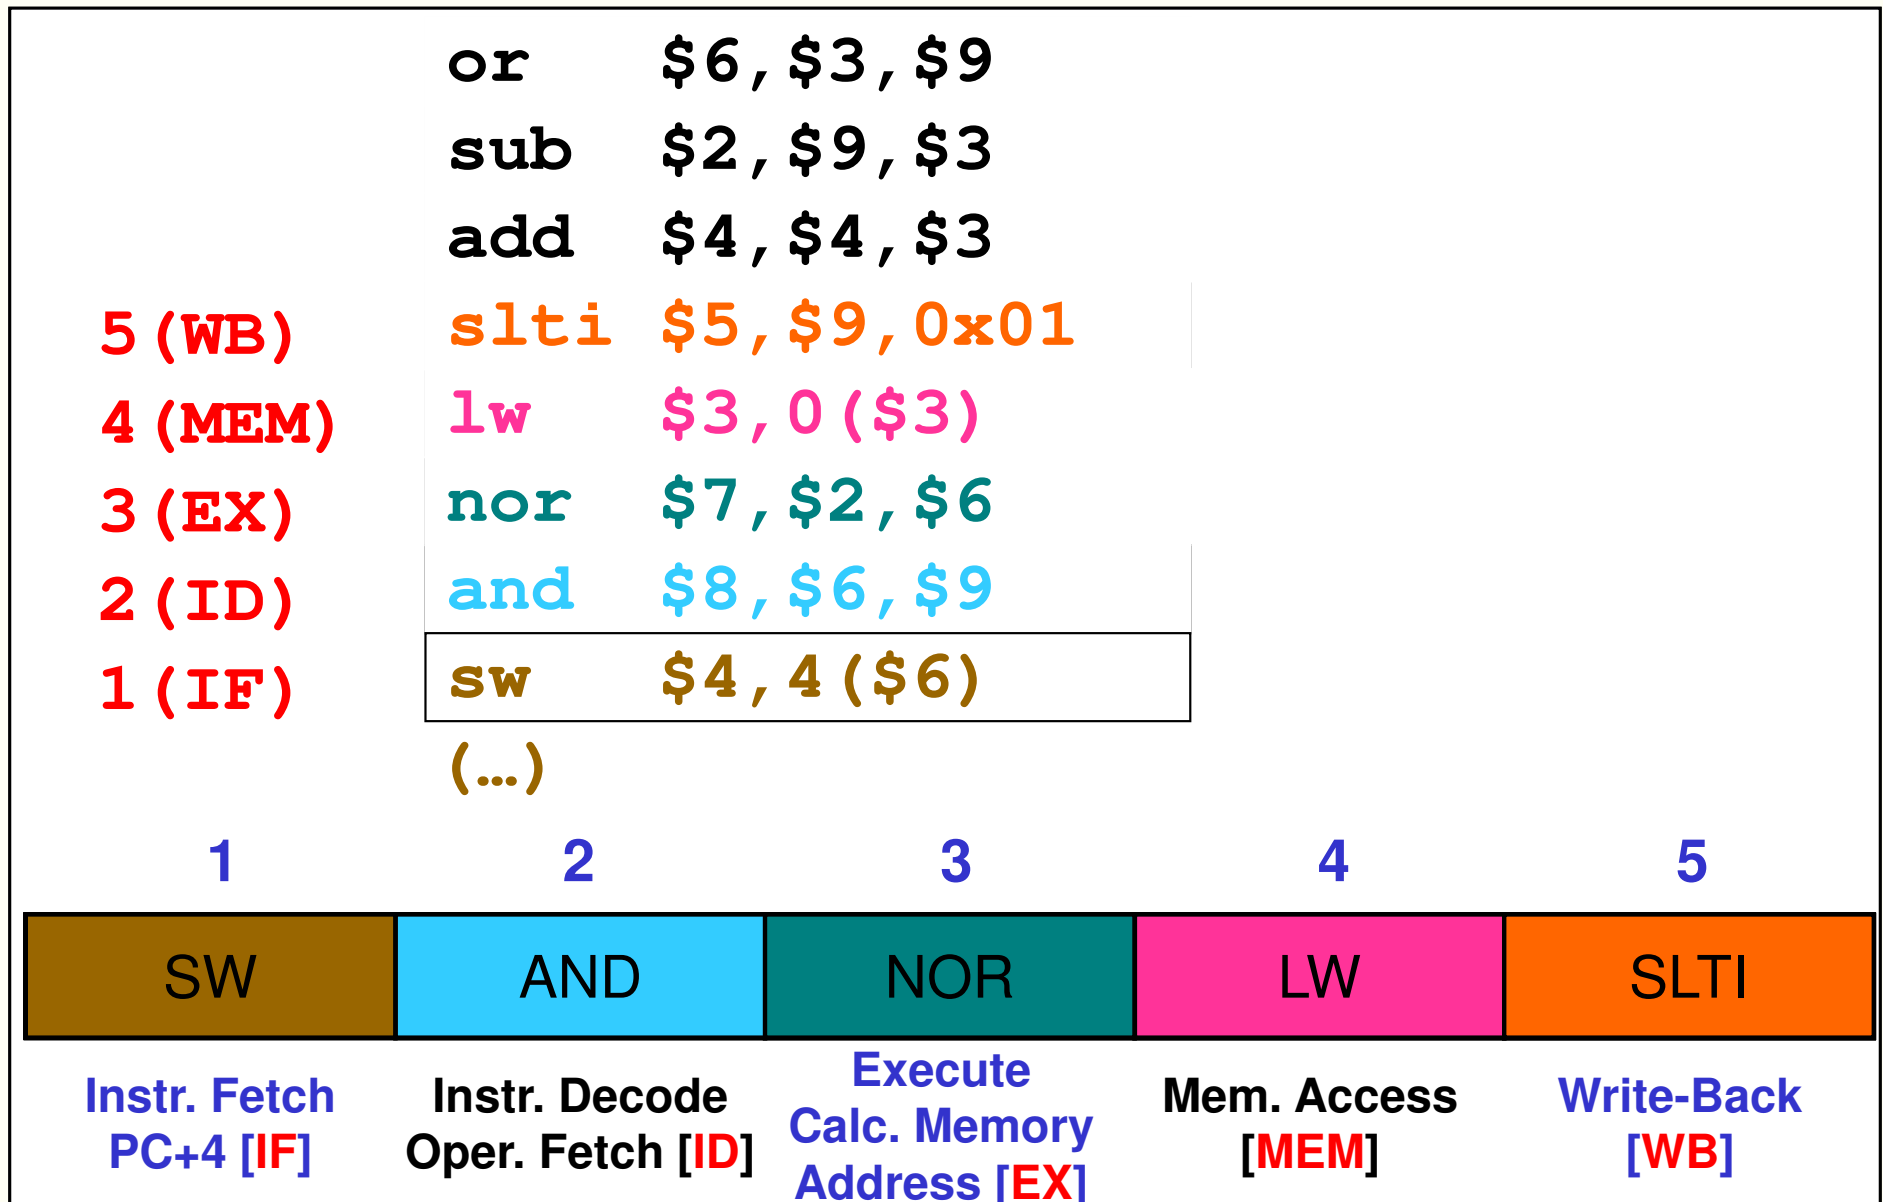 or $6,$3,$9
sub $2,$9,$3
add $4,$4,$3
5(WB) slti $5,$9,0x01
4(MEM) lw $3,0($3)
3(EX) nor $7,$2,$6
2(ID) and $8,$6,$9
1(IF) sw $4,4($6)
(…)
1 2 3 4 5
SW AND NOR LW SLTI
Instr. Fetch
PC+4 [IF]
Instr. Decode
Oper. Fetch [ID]
Execute
Calc. Memory
Address [EX]
Mem. Access
[MEM]
Write-Back
[WB]